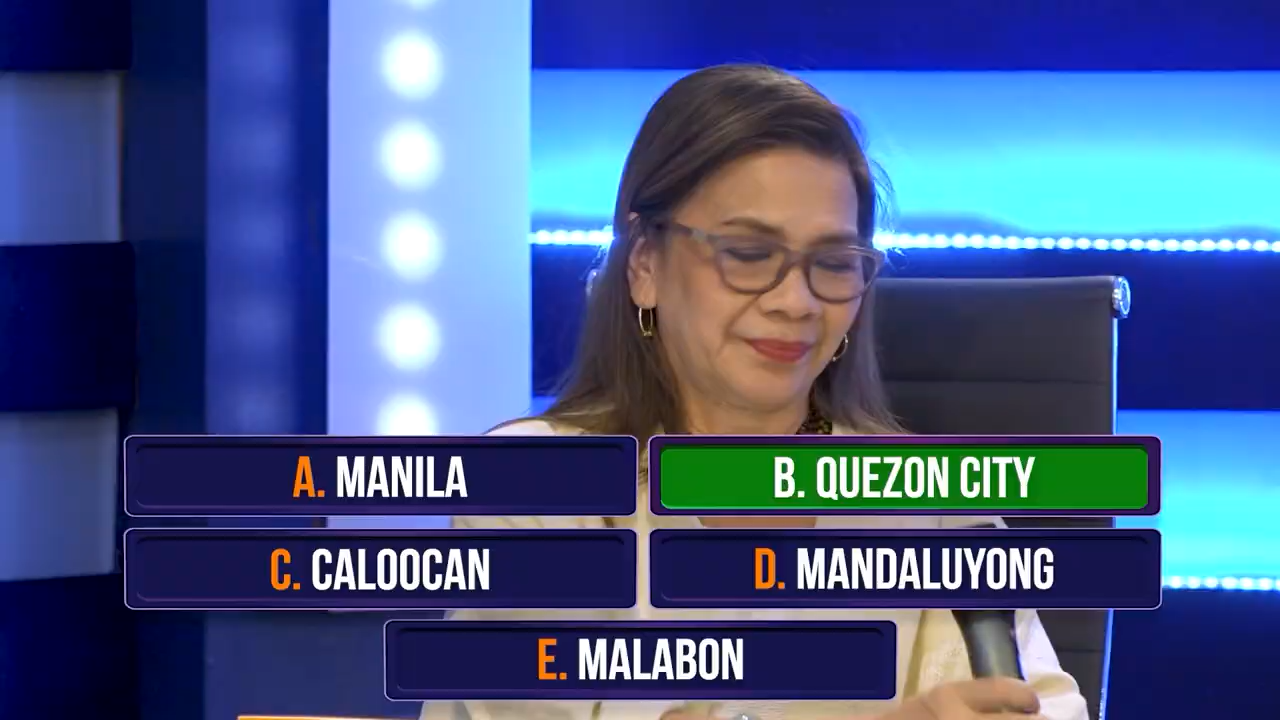 A. MANILA
B. QUEZON CITY
C. CALOOCAN
D. MANDALUYONG
E. MALABON